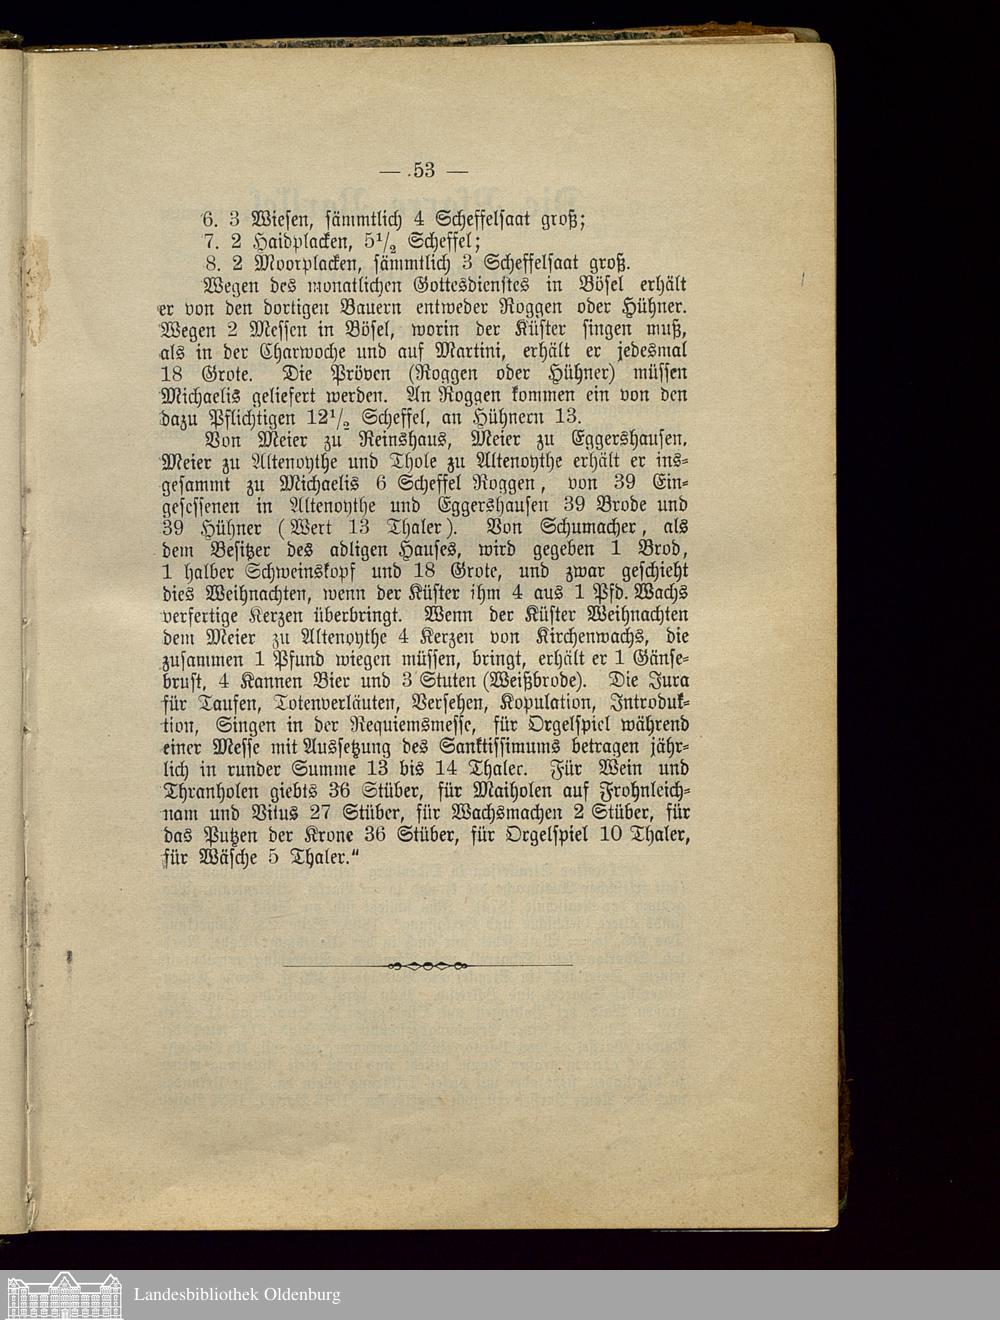 — 53 —
6. 3 Wiesen, sämmtlich 4 Scheffelsaat groß;
7. 2 Haidplacken, 5¹/₂ Scheffel;
8. 2 Moorplacken, sämmtlich 3 Scheffelsaat groß.
Wegen des monatlichen Gottesdienstes in Bösel erhält
er von den dortigen Bauern entweder Roggen oder Hühner.
Wegen 2 Messen in Bösel, worin der Küster singen muß,
als in der Charwoche und auf Martini, erhält er jedesmal
18 Grote. Die Pröven (Roggen oder Hühner) müssen
Michaelis geliefert werden. An Roggen kommen ein von den
dazu Pflichtigen 12¹/₂ Scheffel, an Hühnern 13.
Von Meier zu Reinshaus, Meier zu Eggershausen,
Meier zu Altenoythe und Thole zu Altenoythe erhält er ins-
gesammt zu Michaelis 6 Scheffel Roggen, von 39 Ein-
gesessenen in Altenoythe und Eggershausen 39 Brode und
39 Hühner (Wert 13 Thaler). Von Schumacher, als
dem Besitzer des adligen Hauses, wird gegeben 1 Brod,
1 halber Schweinskopf und 18 Grote, und zwar geschieht
dies Weihnachten, wenn der Küster ihm 4 aus 1 Pfd. Wachs
verfertige Kerzen überbringt. Wenn der Küster Weihnachten
dem Meier zu Altenoythe 4 Kerzen von Kirchenwachs, die
zusammen 1 Pfund wiegen müssen, bringt, erhält er 1 Gänse-
brust, 4 Kannen Bier und 3 Stuten (Weißbrode). Die Jura
für Taufen, Totenverläuten, Versehen, Kopulation, Introduk-
tion, Singen in der Requiemsmesse, für Orgelspiel während
einer Messe mit Aussetzung des Sanktissimums betragen jähr-
lich in runder Summe 13 bis 14 Thaler. Für Wein und
Thranholen giebts 36 Stüber, für Maiholen auf Frohnleich-
nam und Vitus 27 Stüber, für Wachsmachen 2 Stüber, für
das Putzen der Krone 36 Stüber, für Orgelspiel 10 Thaler,
für Wäsche 5 Thaler."
Landesbibliothek Oldenburg